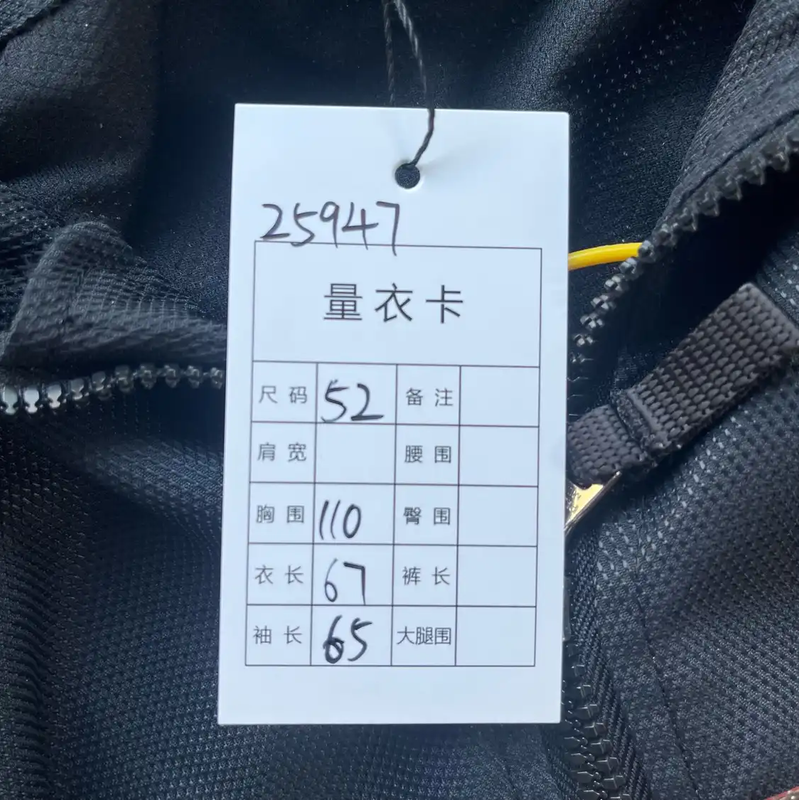 25947
量衣卡
尺码 52 备注
肩宽 腰围
胸围 110 臀围
衣长 67 裤长
袖长 65 大腿围